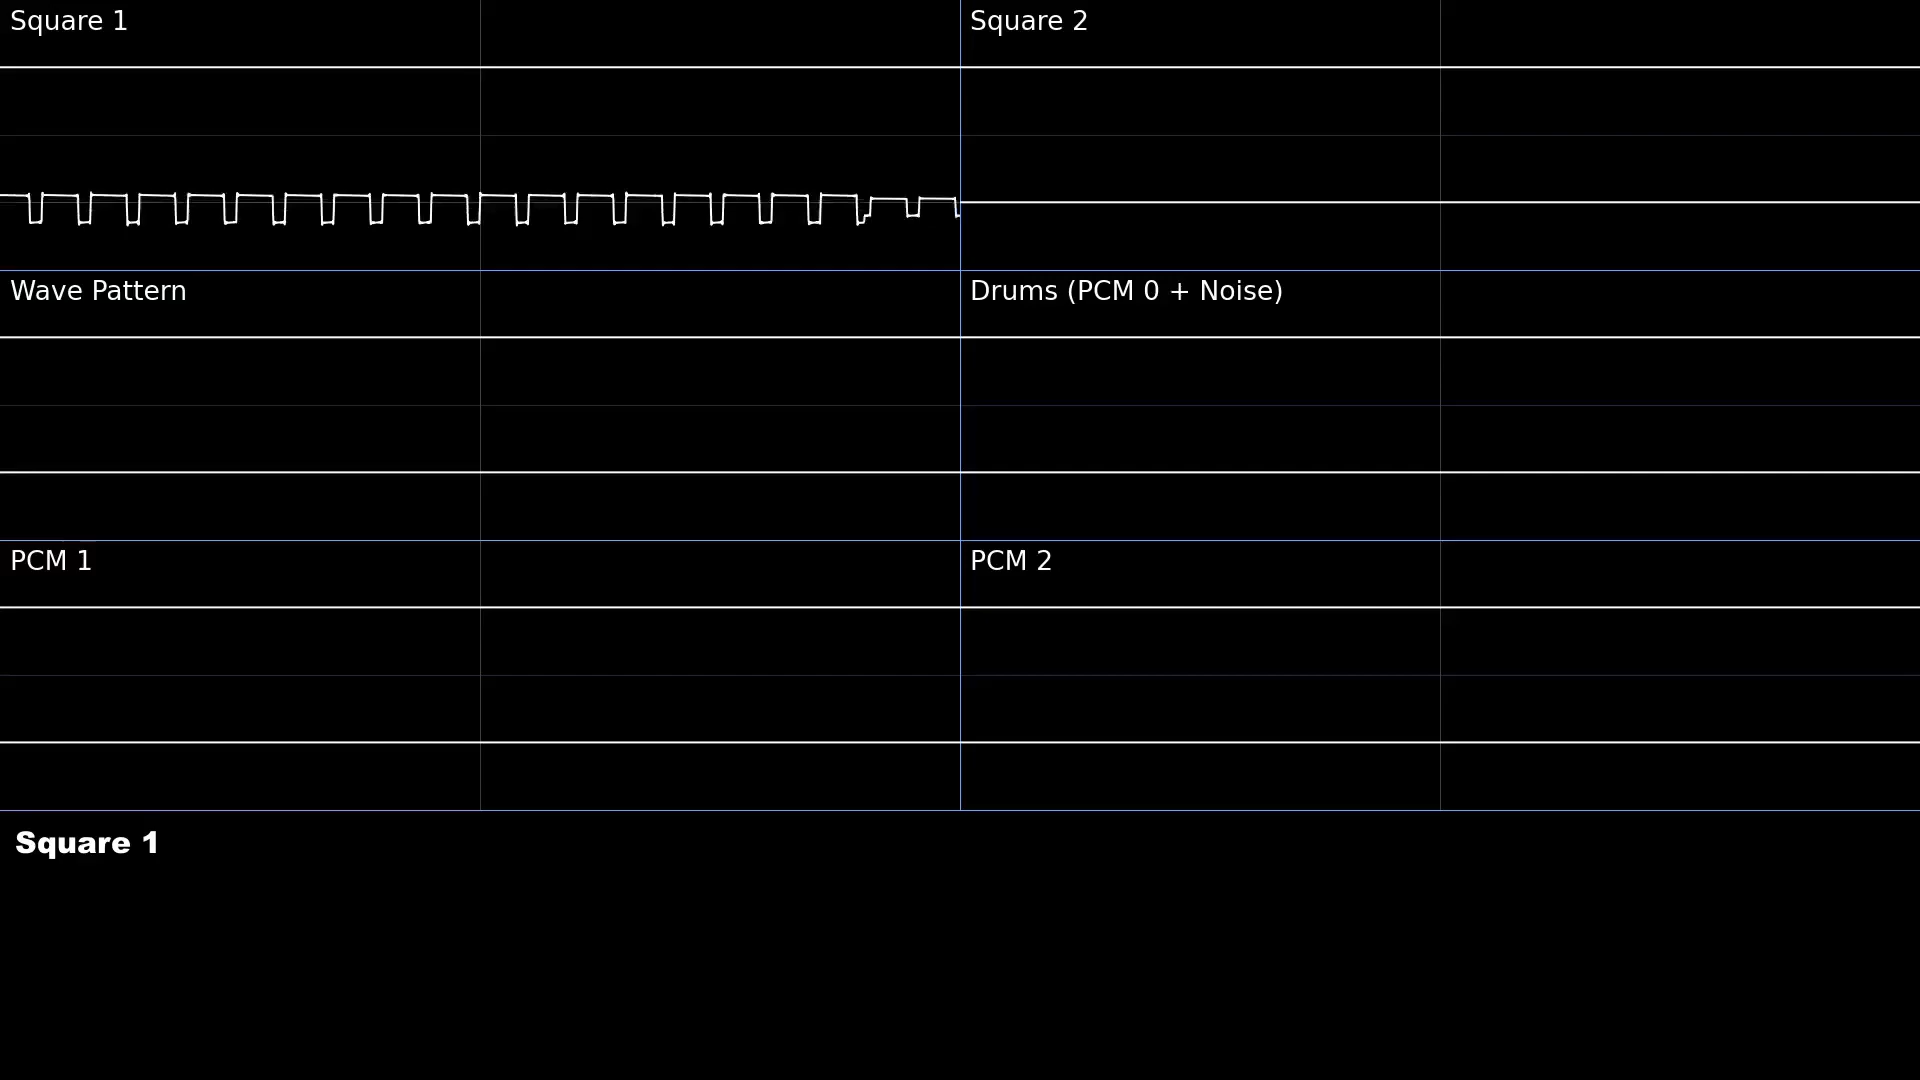 Square 1
Square 2
Wave Pattern
Drums (PCM 0 + Noise)
PCM 1
PCM 2
Square 1